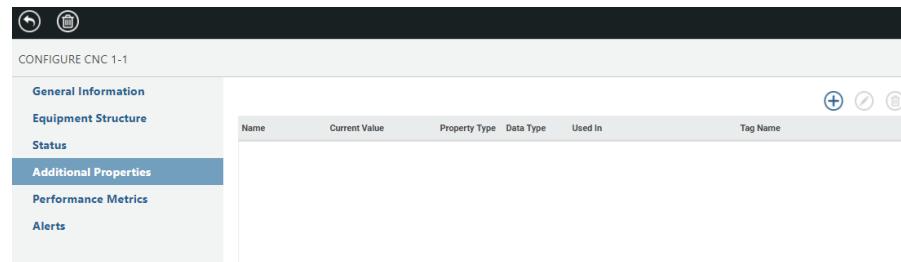 CONFIGURE CNC 1-1
General Information
Equipment Structure
Status
Additional Properties
Performance Metrics
Alerts
Name Current Value Property Type Data Type Used In Tag Name